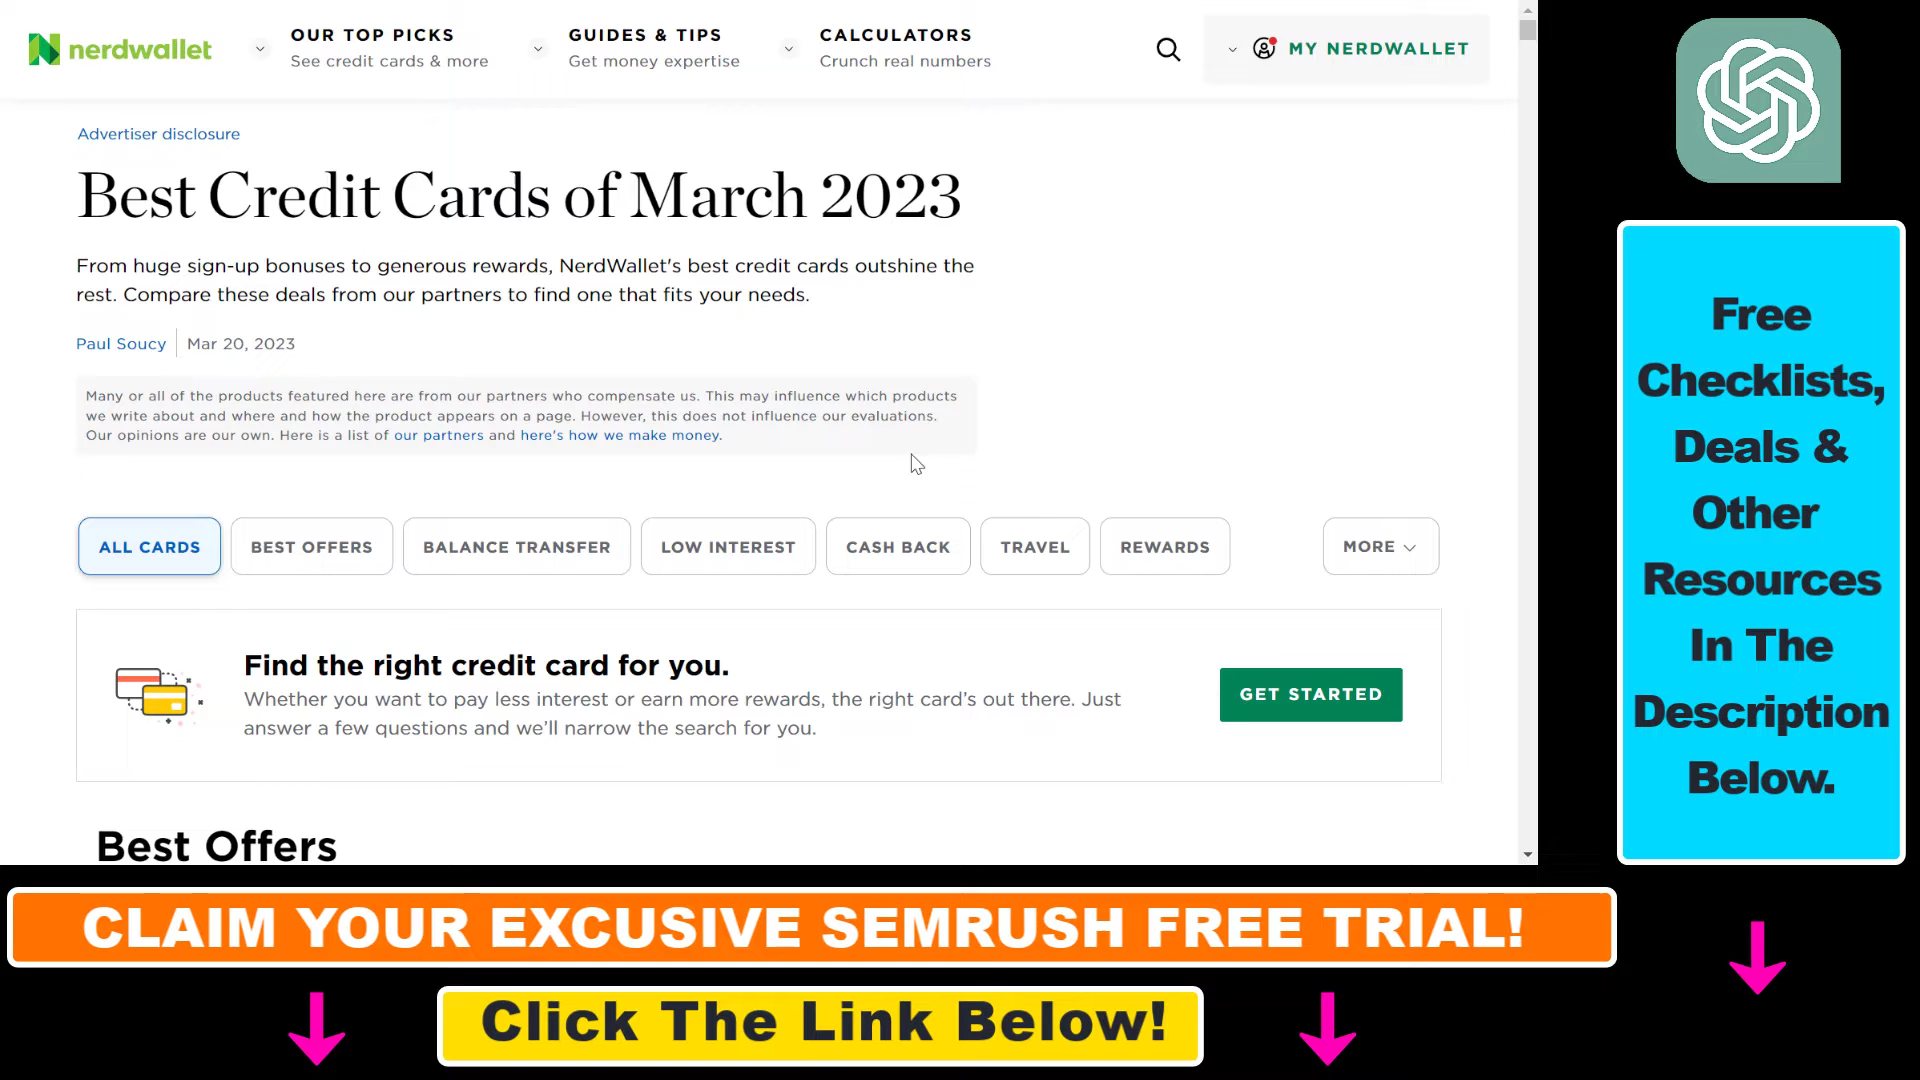 nerdwallet
OUR TOP PICKS
See credit cards & more
GUIDES & TIPS
Get money expertise
CALCULATORS
Crunch real numbers
MY NERDWALLET
Advertiser disclosure
Best Credit Cards of March 2023
From huge sign-up bonuses to generous rewards, NerdWallet's best credit cards outshine the
rest. Compare these deals from our partners to find one that fits your needs.
Paul Soucy
Mar 20, 2023
Many or all of the products featured here are from our partners who compensate us. This may influence which products
we write about and where and how the product appears on a page. However, this does not influence our evaluations.
Our opinions are our own. Here is a list of our partners and here's how we make money.
ALL CARDS
BEST OFFERS
BALANCE TRANSFER
LOW INTEREST
CASH BACK
TRAVEL
REWARDS
MORE
Find the right credit card for you.
Whether you want to pay less interest or earn more rewards, the right card's out there. Just
answer a few questions and we'll narrow the search for you.
GET STARTED
Best Offers
Free
Checklists,
Deals &
Other
Resources
In The
Description
Below.
CLAIM YOUR EXCUSIVE SEMRUSH FREE TRIAL!
Click The Link Below!